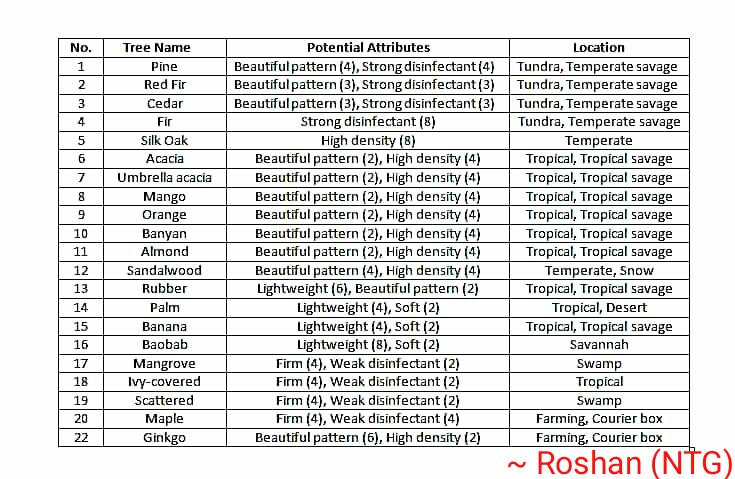 No. Tree Name Potential Attributes Location
1 Pine Beautiful pattern (4), Strong disinfectant (4) Tundra, Temperate savage
2 Red Fir Beautiful pattern (3), Strong disinfectant (3) Tundra, Temperate savage
3 Cedar Beautiful pattern (3), Strong disinfectant (3) Tundra, Temperate savage
4 Fir Strong disinfectant (8) Tundra, Temperate savage
5 Silk Oak High density (8) Temperate
6 Acacia Beautiful pattern (2), High density (4) Tropical, Tropical savage
7 Umbrella acacia Beautiful pattern (2), High density (4) Tropical, Tropical savage
8 Mango Beautiful pattern (2), High density (4) Tropical, Tropical savage
9 Orange Beautiful pattern (2), High density (4) Tropical, Tropical savage
10 Banyan Beautiful pattern (2), High density (4) Tropical, Tropical savage
11 Almond Beautiful pattern (2), High density (4) Tropical, Tropical savage
12 Sandalwood Beautiful pattern (4), High density (4) Temperate, Snow
13 Rubber Lightweight (6), Beautiful pattern (2) Tropical, Tropical savage
14 Palm Lightweight (4), Soft (2) Tropical, Desert
15 Banana Lightweight (4), Soft (2) Tropical, Tropical savage
16 Baobab Lightweight (8), Soft (2) Savannah
17 Mangrove Firm (4), Weak disinfectant (2) Swamp
18 Ivy-covered Firm (4), Weak disinfectant (2) Tropical
19 Scattered Firm (4), Weak disinfectant (2) Swamp
20 Maple Firm (4), Weak disinfectant (4) Farming, Courier box
22 Ginkgo Beautiful pattern (6), High density (2) Farming, Courier box
~ Roshan (NTG)